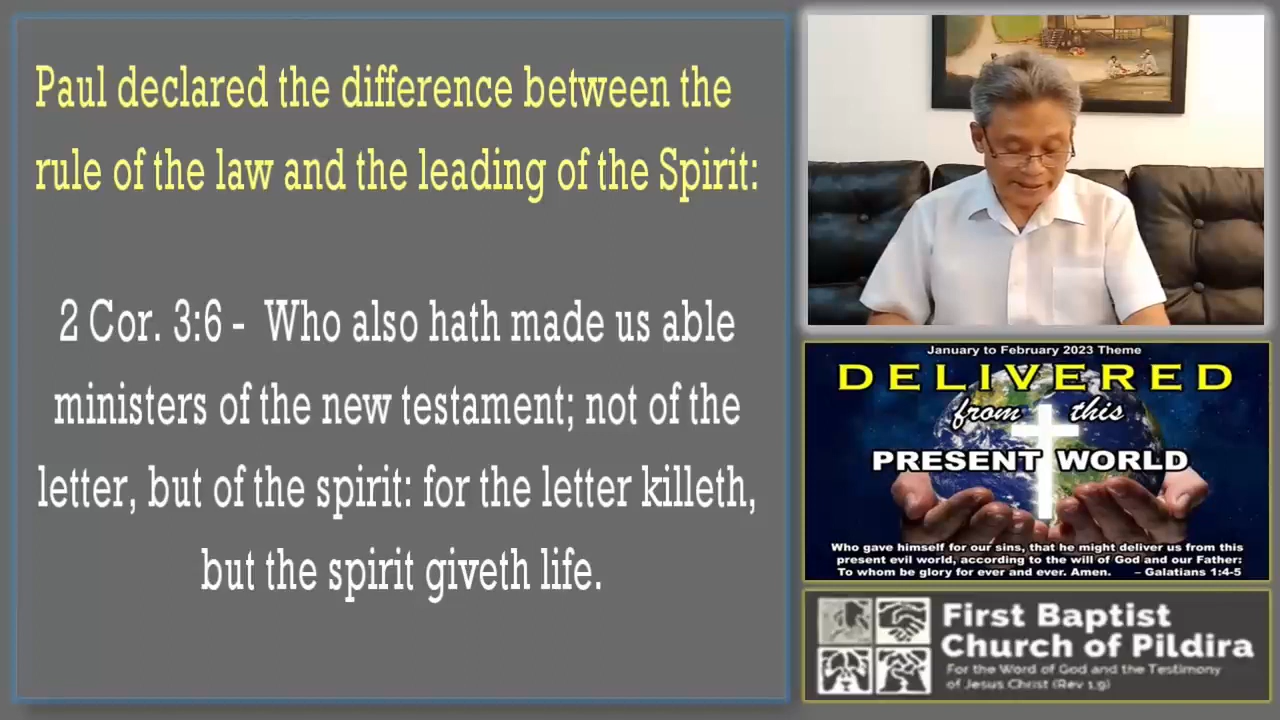 Paul declared the difference between the
rule of the law and the leading of the Spirit:
2 Cor. 3:6 - Who also hath made us able
ministers of the new testament; not of the
letter, but of the spirit: for the letter killeth,
but the spirit giveth life.
January to February 2023 Theme
DELIVERED
from this
PRESENT WORLD
Who gave himself for our sins, that he might deliver us from this
present evil world, according to the will of God and our Father:
To whom be glory for ever and ever. Amen. – Galatians 1:4-5
First Baptist
Church of Pildira
For the Word of God and the Testimony
of Jesus Christ (Rev 1:9)